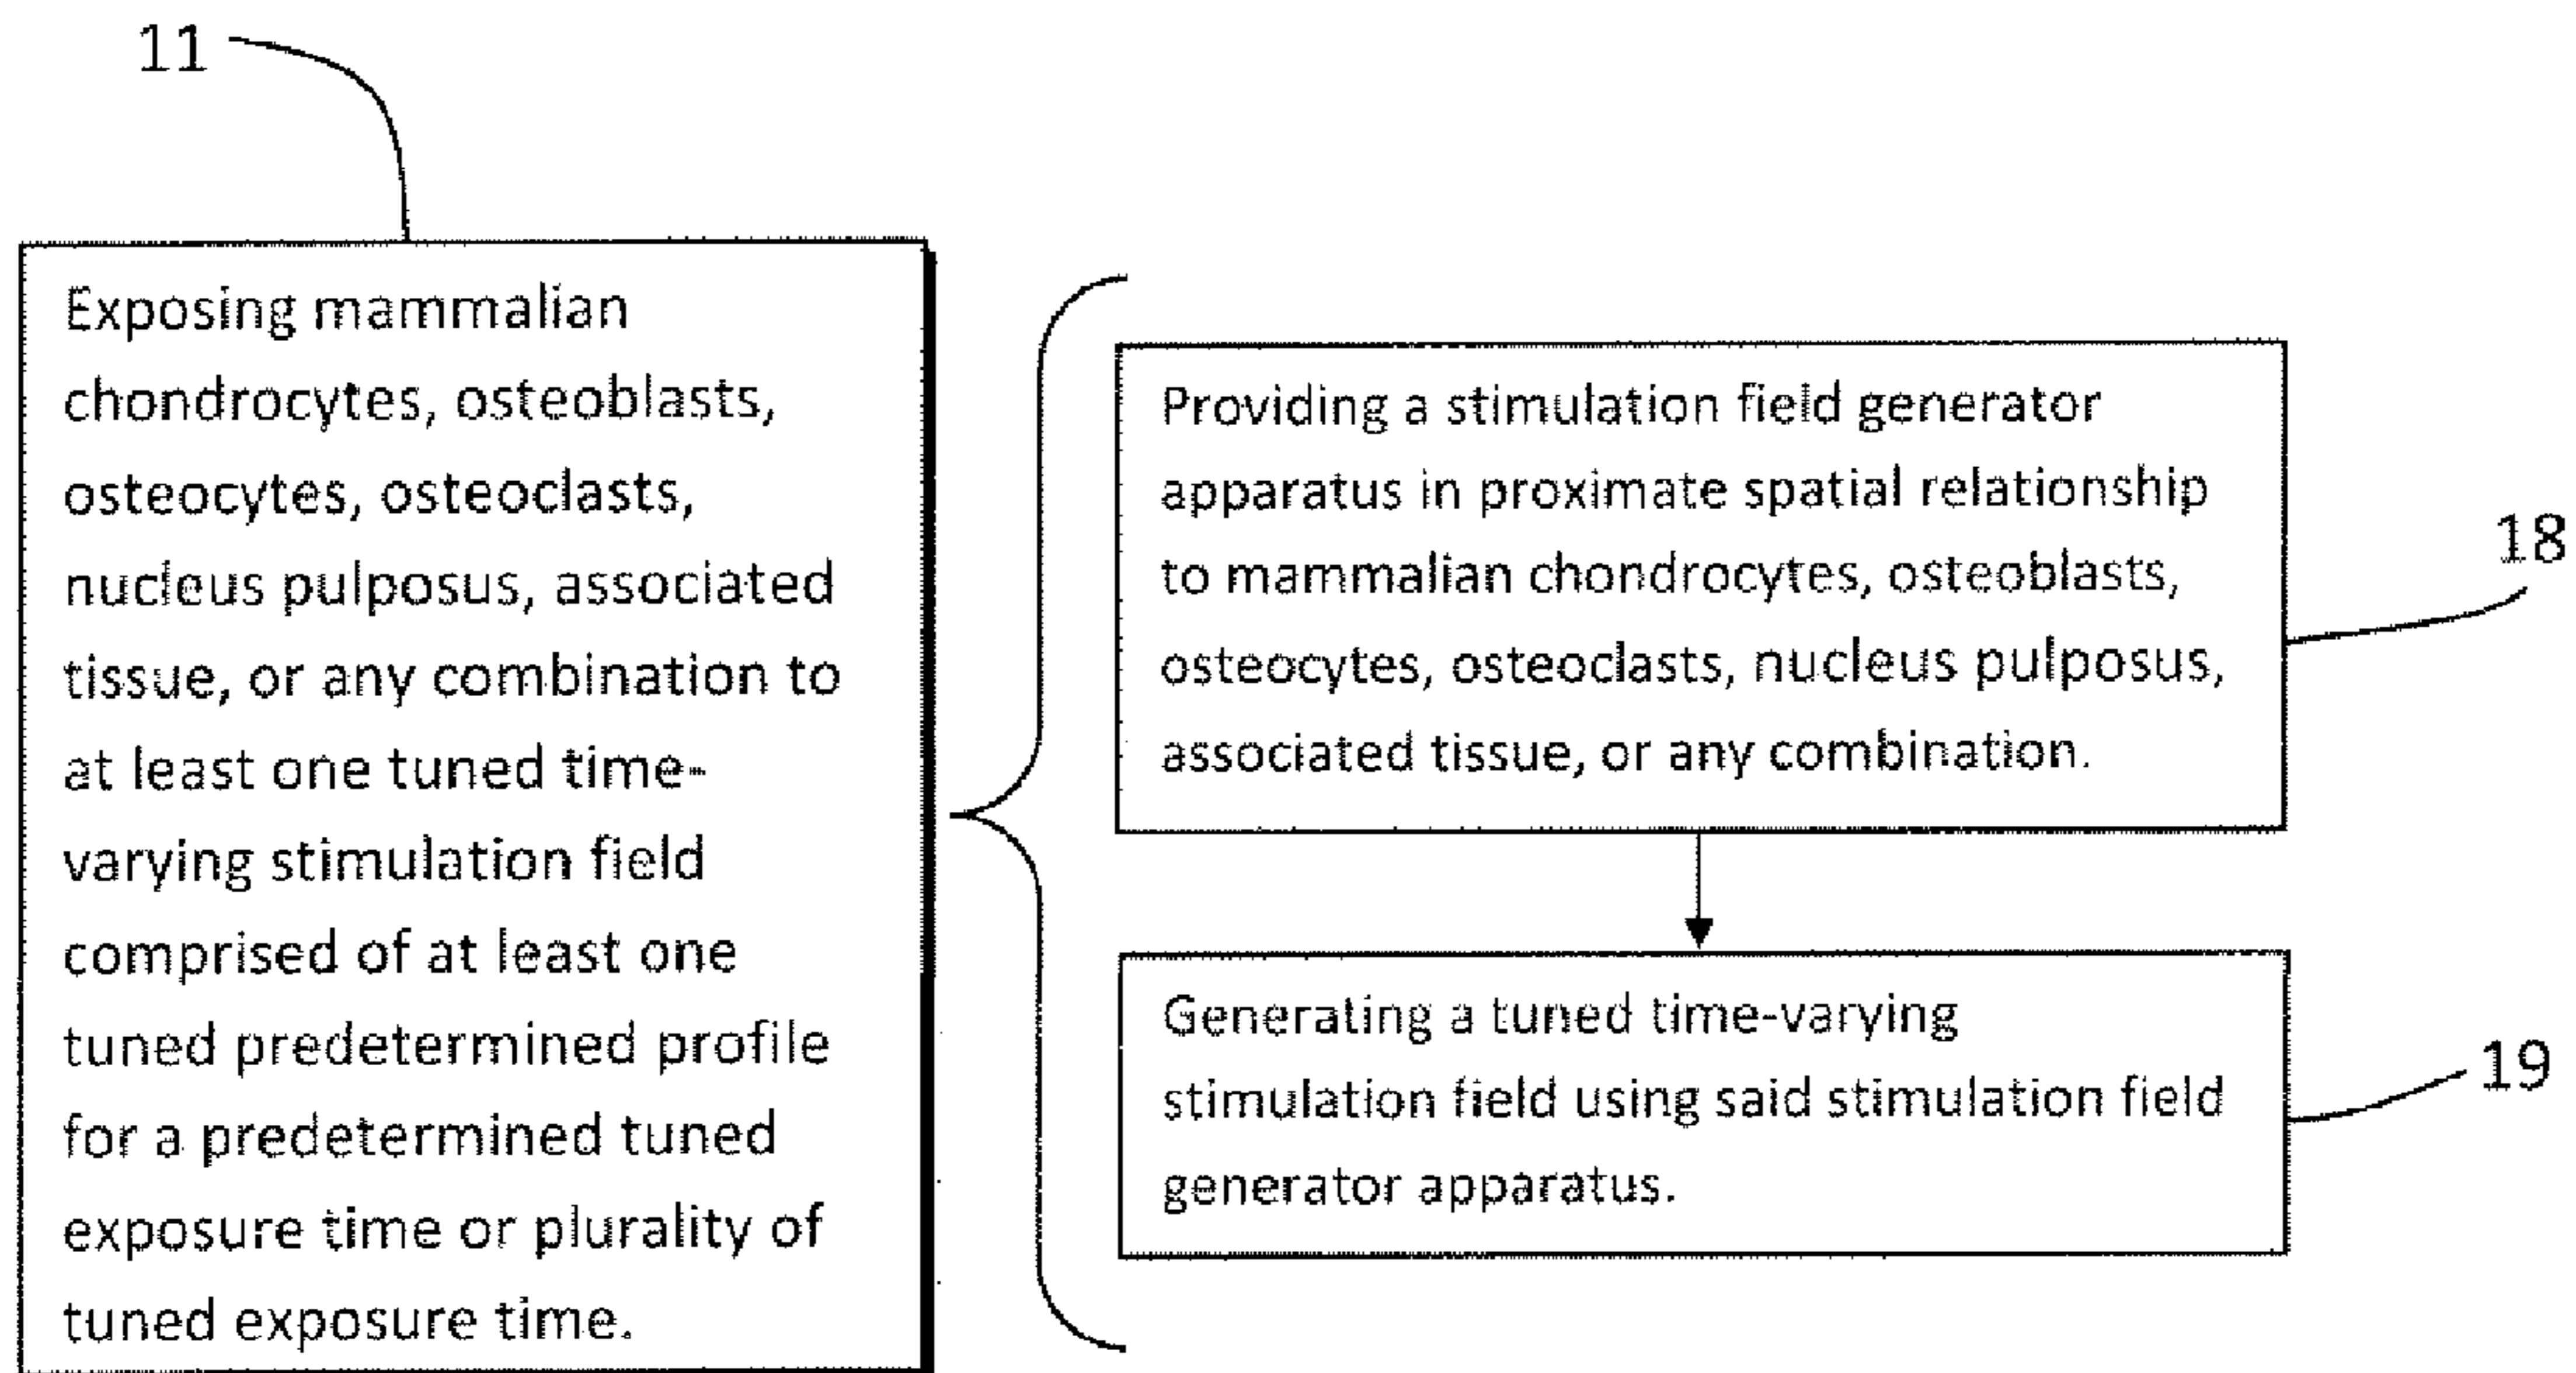 11
Exposing mammalian
chondrocytes, osteoblasts,
osteocytes, osteoclasts,
nucleus pulposus, associated
tissue, or any combination to
at least one tuned time-
varying stimulation field
comprised of at least one
tuned predetermined profile
for a predetermined tuned
exposure time or plurality of
tuned exposure time.
Providing a stimulation field generator
apparatus in proximate spatial relationship
to mammalian chondrocytes, osteoblasts,
osteocytes, osteoclasts, nucleus pulposus,
associated tissue, or any combination.
18
Generating a tuned time-varying
stimulation field using said stimulation field
generator apparatus.
19